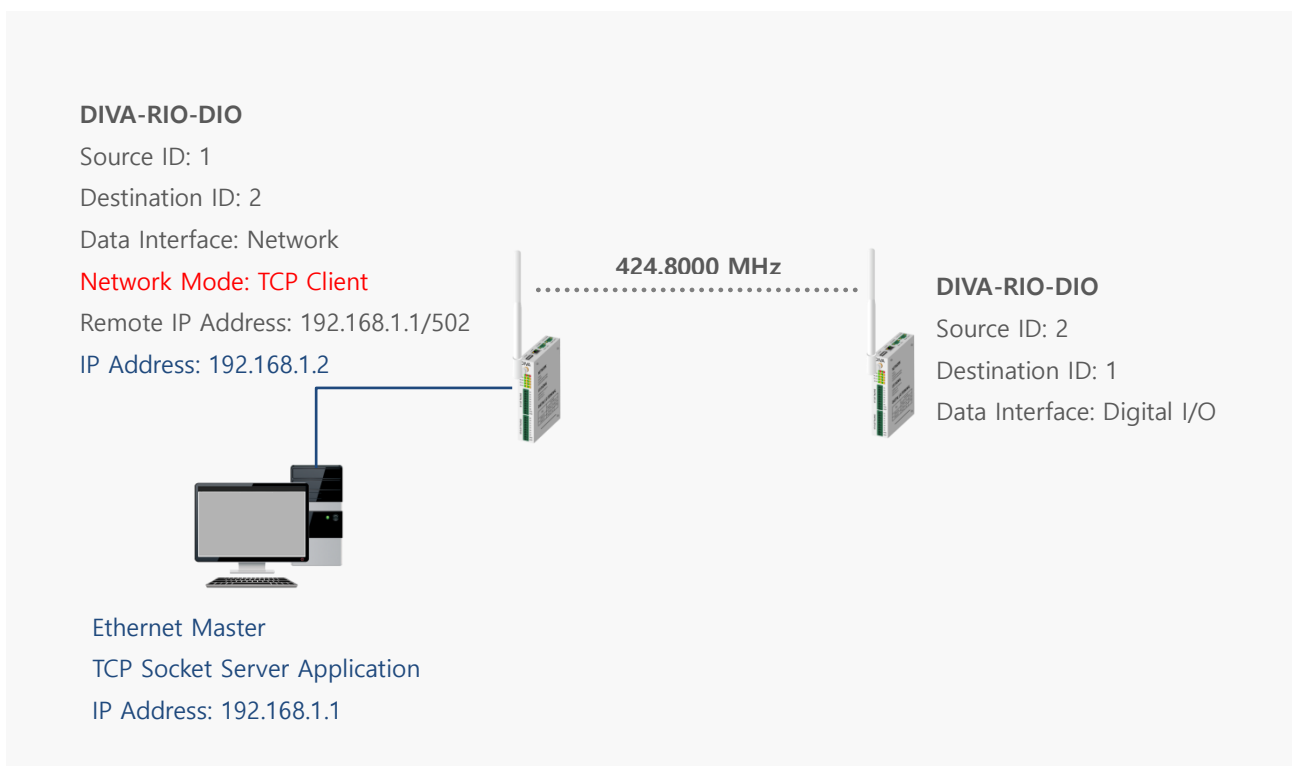 DIVA-RIO-DIO
Source ID: 1
Destination ID: 2
Data Interface: Network
Network Mode: TCP Client
Remote IP Address: 192.168.1.1/502
IP Address: 192.168.1.2
424.8000 MHz
DIVA-RIO-DIO
Source ID: 2
Destination ID: 1
Data Interface: Digital I/O
Ethernet Master
TCP Socket Server Application
IP Address: 192.168.1.1